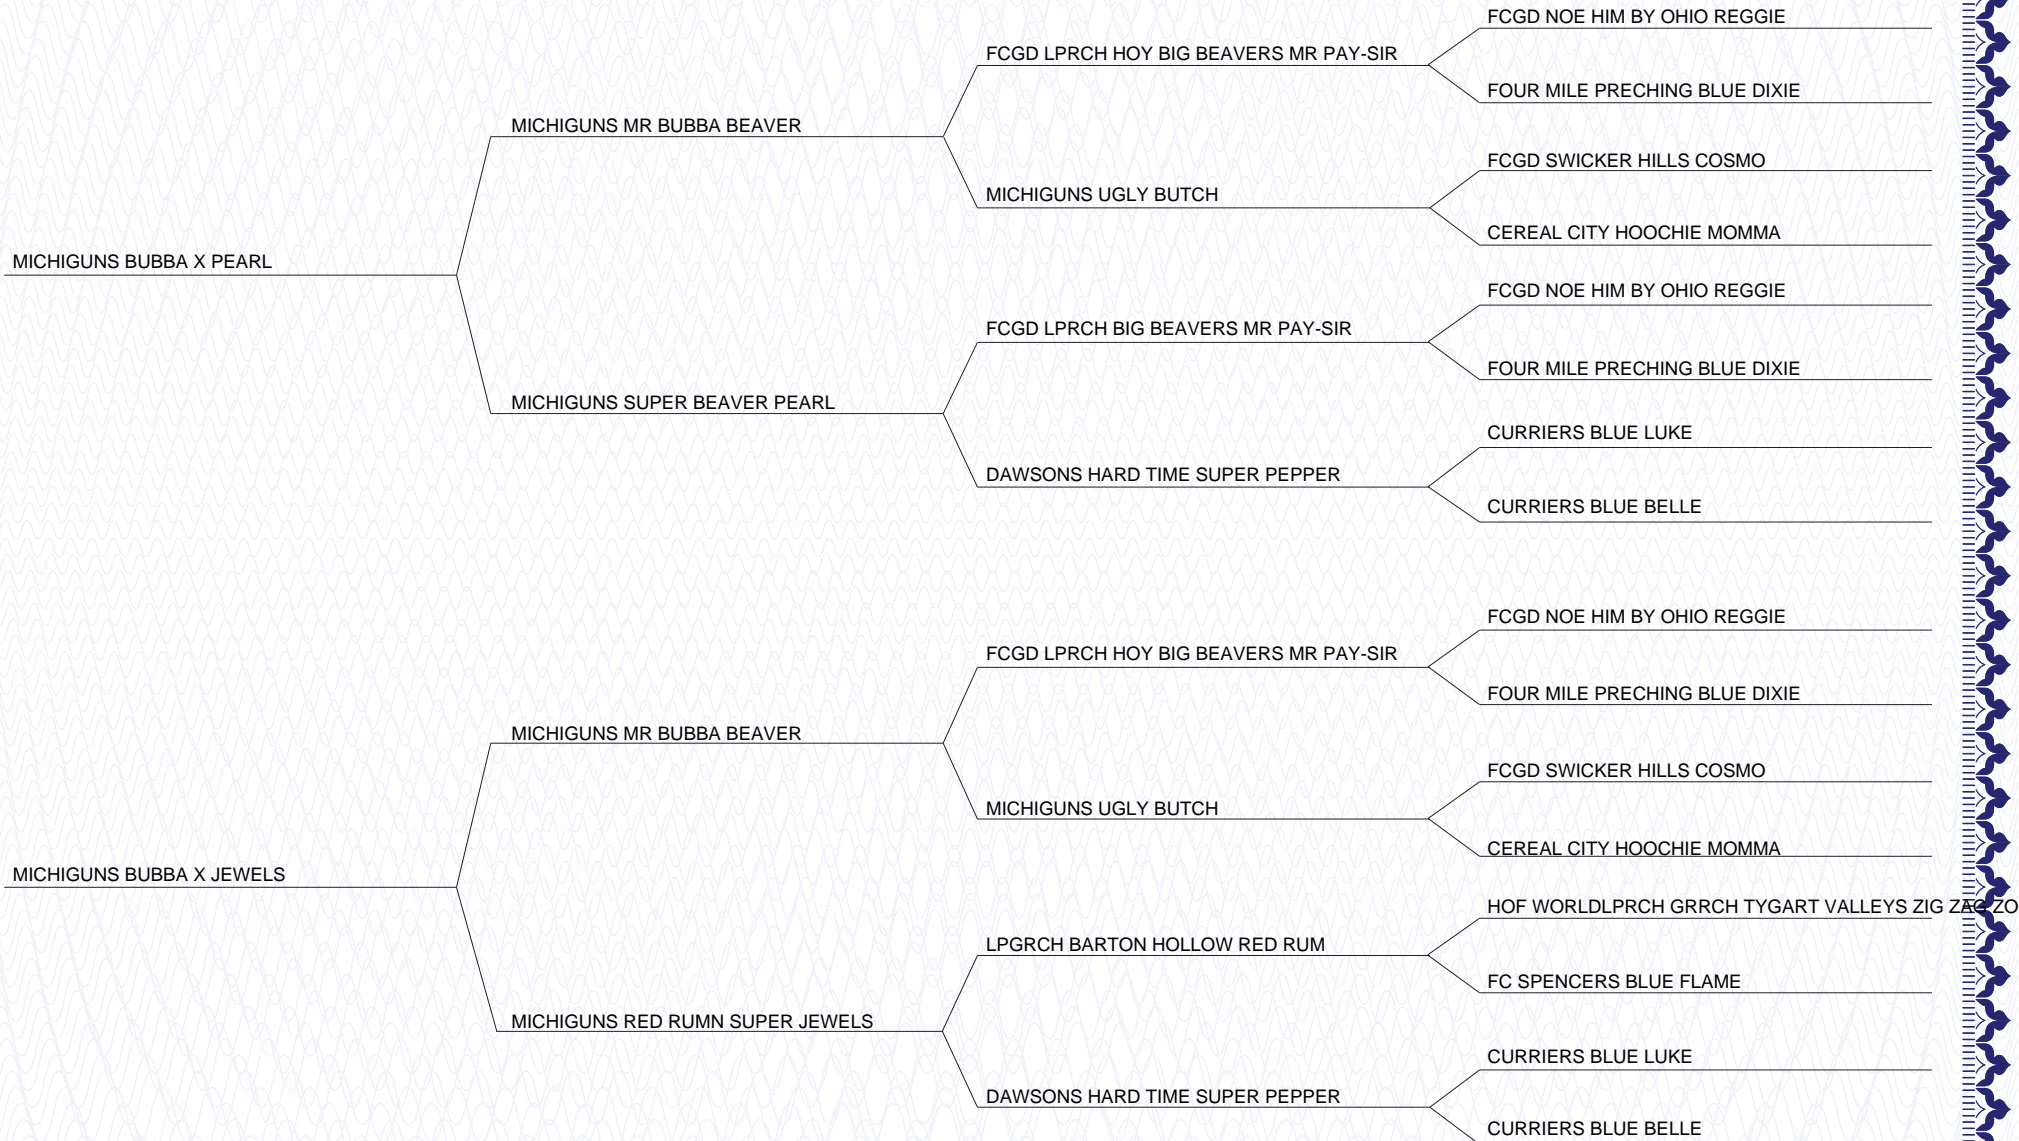 FCGD NOE HIM BY OHIO REGGIE
FCGD LPRCH HOY BIG BEAVERS MR PAY-SIR
FOUR MILE PRECHING BLUE DIXIE
MICHIGUNS MR BUBBA BEAVER
FCGD SWICKER HILLS COSMO
MICHIGUNS UGLY BUTCH
CEREAL CITY HOOCHIE MOMMA
MICHIGUNS BUBBA X PEARL
FCGD NOE HIM BY OHIO REGGIE
FCGD LPRCH BIG BEAVERS MR PAY-SIR
FOUR MILE PRECHING BLUE DIXIE
MICHIGUNS SUPER BEAVER PEARL
CURRIERS BLUE LUKE
DAWSONS HARD TIME SUPER PEPPER
CURRIERS BLUE BELLE
FCGD NOE HIM BY OHIO REGGIE
FCGD LPRCH HOY BIG BEAVERS MR PAY-SIR
FOUR MILE PRECHING BLUE DIXIE
MICHIGUNS MR BUBBA BEAVER
FCGD SWICKER HILLS COSMO
MICHIGUNS UGLY BUTCH
CEREAL CITY HOOCHIE MOMMA
MICHIGUNS BUBBA X JEWELS
HOF WORLDLPRCH GRRCH TYGART VALLEYS ZIG ZAG ZO
LPGRCH BARTON HOLLOW RED RUM
FC SPENCERS BLUE FLAME
MICHIGUNS RED RUMN SUPER JEWELS
CURRIERS BLUE LUKE
DAWSONS HARD TIME SUPER PEPPER
CURRIERS BLUE BELLE